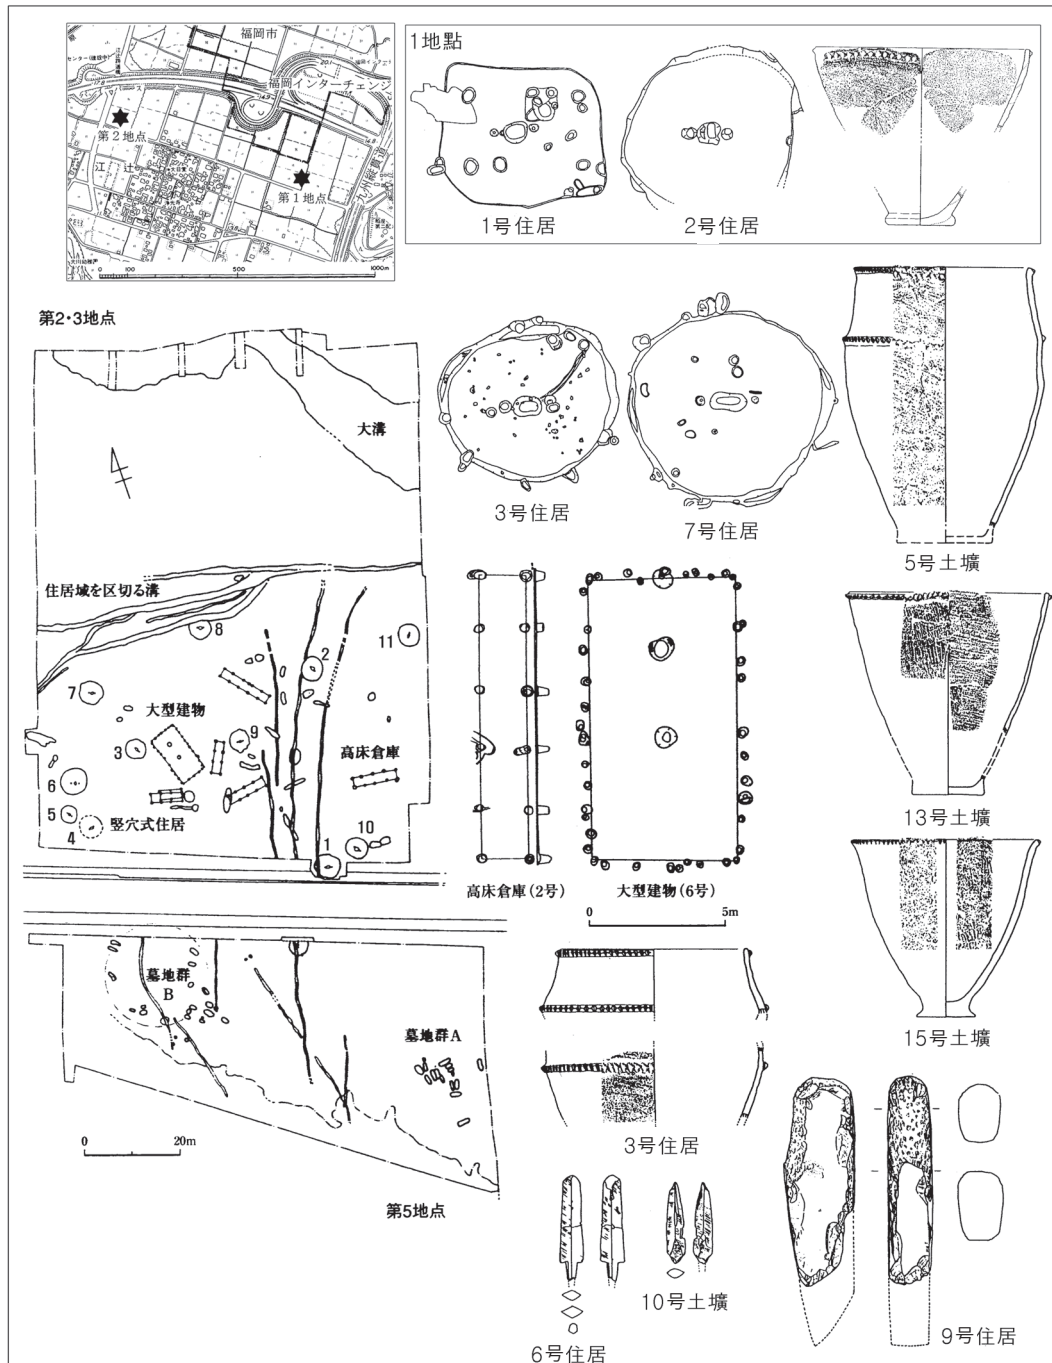 福岡市
福岡インターチェンジ
第2地点
江 辻
第1地点
0 100 500 1000m
1地點
1号住居
2号住居
第2・3地点
大溝
3号住居
7号住居
5号土壙
住居域を区切る溝
8
11
2
7
大型建物
9
3
高床倉庫
6
5
4
竪穴式住居
10
1
高床倉庫(2号)
大型建物(6号)
0 5m
13号土壙
15号土壙
墓地群
B
墓地群A
0 20m
第5地点
3号住居
6号住居
10号土壙
9号住居